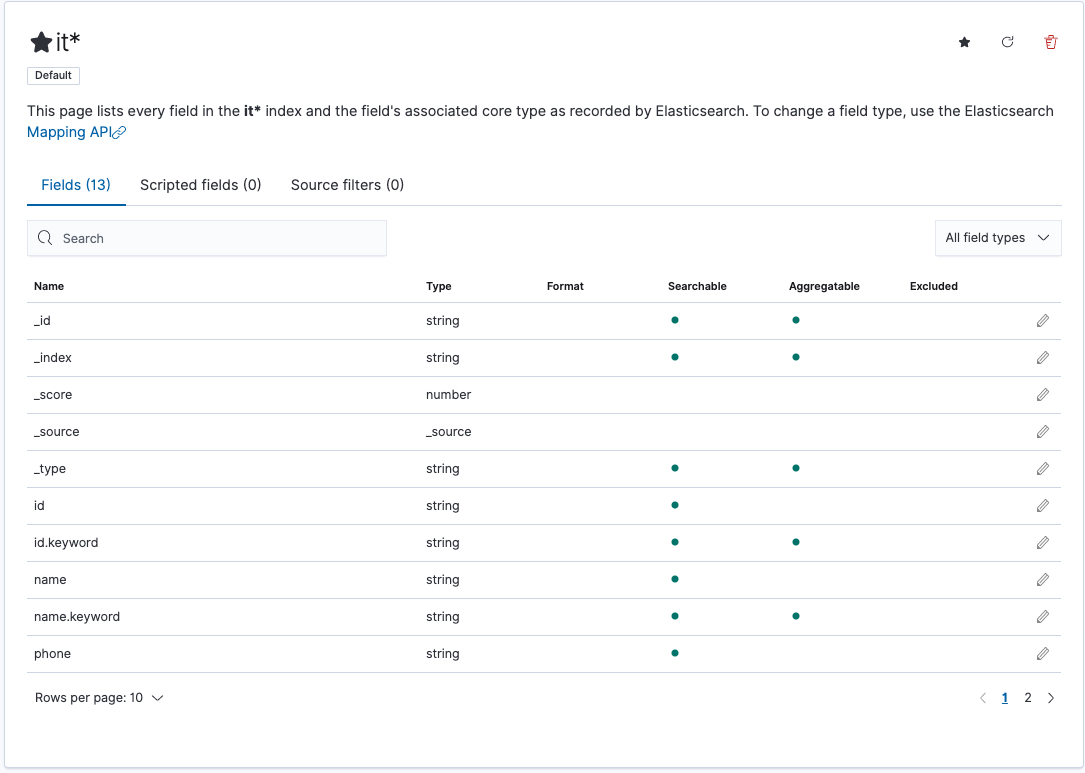 it*
Default
This page lists every field in the it* index and the field's associated core type as recorded by Elasticsearch. To change a field type, use the Elasticsearch
Mapping API
Fields (13) Scripted fields (0) Source filters (0)
Search All field types
Name Type Format Searchable Aggregatable Excluded
_id string
_index string
_score number
_source _source
_type string
id string
id.keyword string
name string
name.keyword string
phone string
Rows per page: 10 1 2